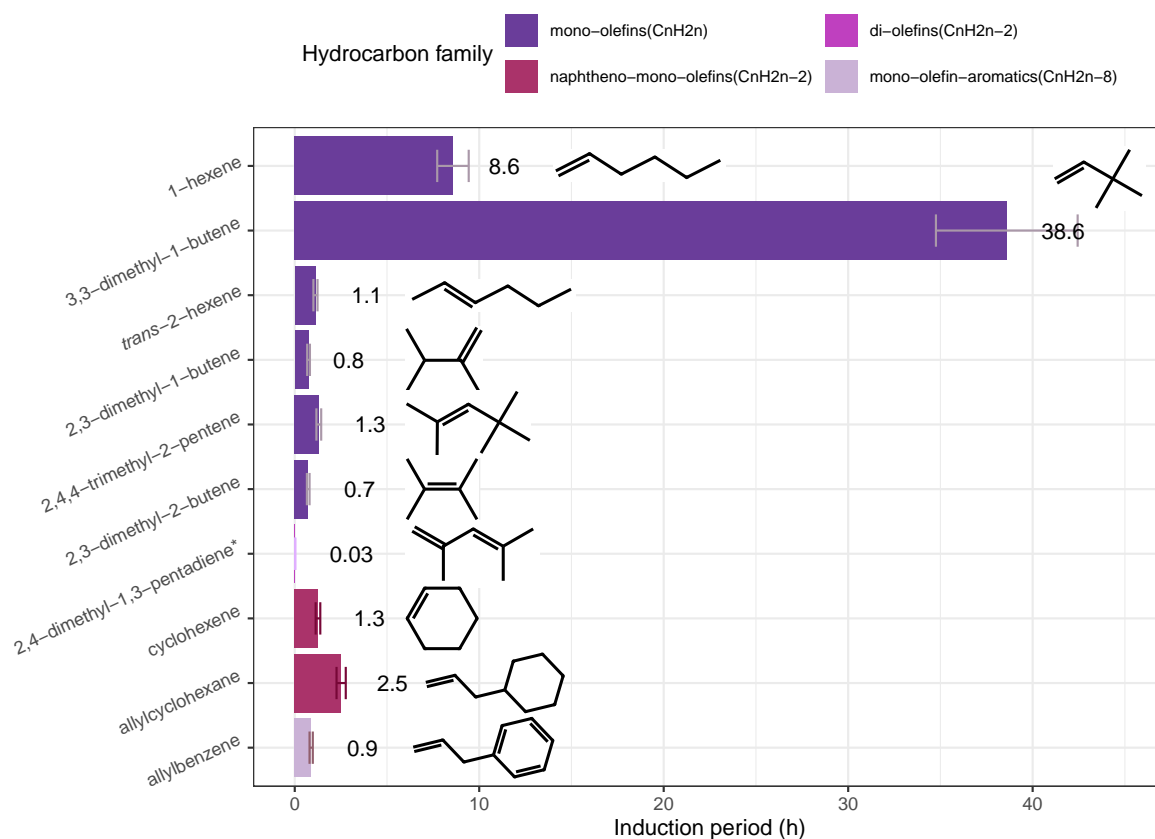 Hydrocarbon family
mono−olefins(CnH2n)
di−olefins(CnH2n−2)
naphtheno−mono−olefins(CnH2n−2)
mono−olefin−aromatics(CnH2n−8)
1−hexene
8.6
3,3−dimethyl−1−butene
38.6
trans−2−hexene
1.1
2,3−dimethyl−1−butene
0.8
2,4,4−trimethyl−2−pentene
1.3
2,3−dimethyl−2−butene
0.7
2,4−dimethyl−1,3−pentadiene*
0.03
cyclohexene
1.3
allylcyclohexane
2.5
allylbenzene
0.9
0 10 20 30 40
Induction period (h)